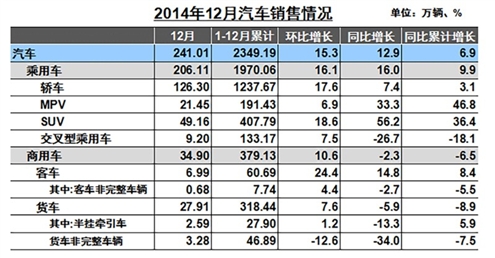 2014年12月汽车销售情况 单位：万辆、%
12月 1-12月累计 环比增长 同比增长 同比累计增长
汽车 241.01 2349.19 15.3 12.9 6.9
乘用车 206.11 1970.06 16.1 16.0 9.9
轿车 126.30 1237.67 17.6 7.4 3.1
MPV 21.45 191.43 6.9 33.3 46.8
SUV 49.16 407.79 18.6 56.2 36.4
交叉型乘用车 9.20 133.17 7.5 -26.7 -18.1
商用车 34.90 379.13 10.6 -2.3 -6.5
客车 6.99 60.69 24.4 14.8 8.4
其中:客车非完整车辆 0.68 7.74 4.4 -2.7 -5.5
货车 27.91 318.44 7.6 -5.9 -8.9
其中:半挂牵引车 2.59 27.90 1.2 -13.3 5.9
货车非完整车辆 3.28 46.89 -12.6 -34.0 -7.5